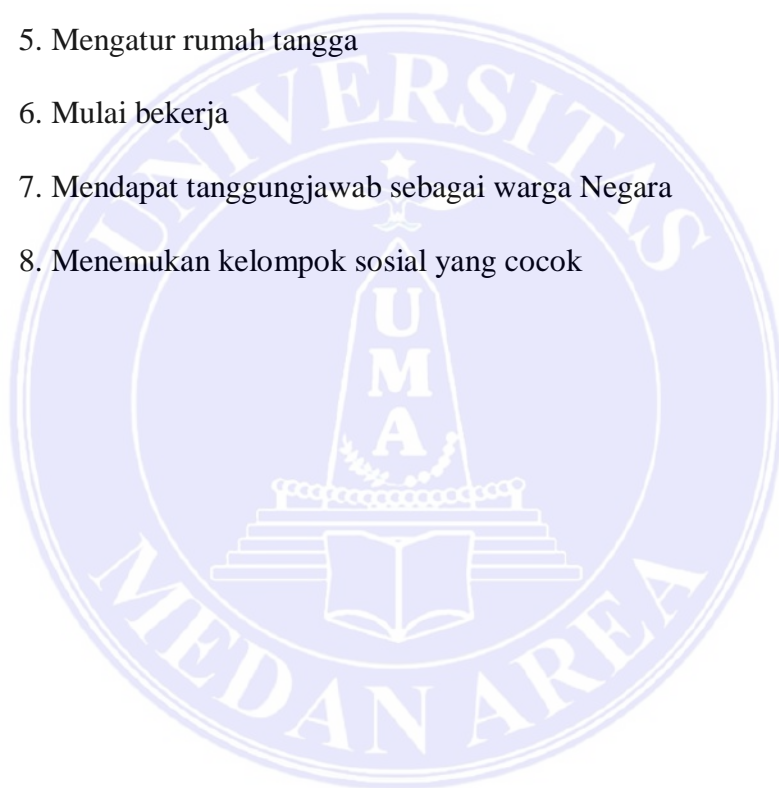 5. Mengatur rumah tangga
6. Mulai bekerja
7. Mendapat tanggungjawab sebagai warga Negara
8. Menemukan kelompok sosial yang cocok
UNIVERSITAS
UMA
MEDAN AREA